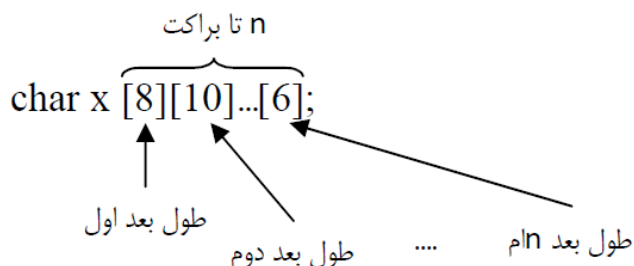 n تا براکت
char x [8][10]...[6];
طول بعد اول
طول بعد دوم
....
طول بعد nام